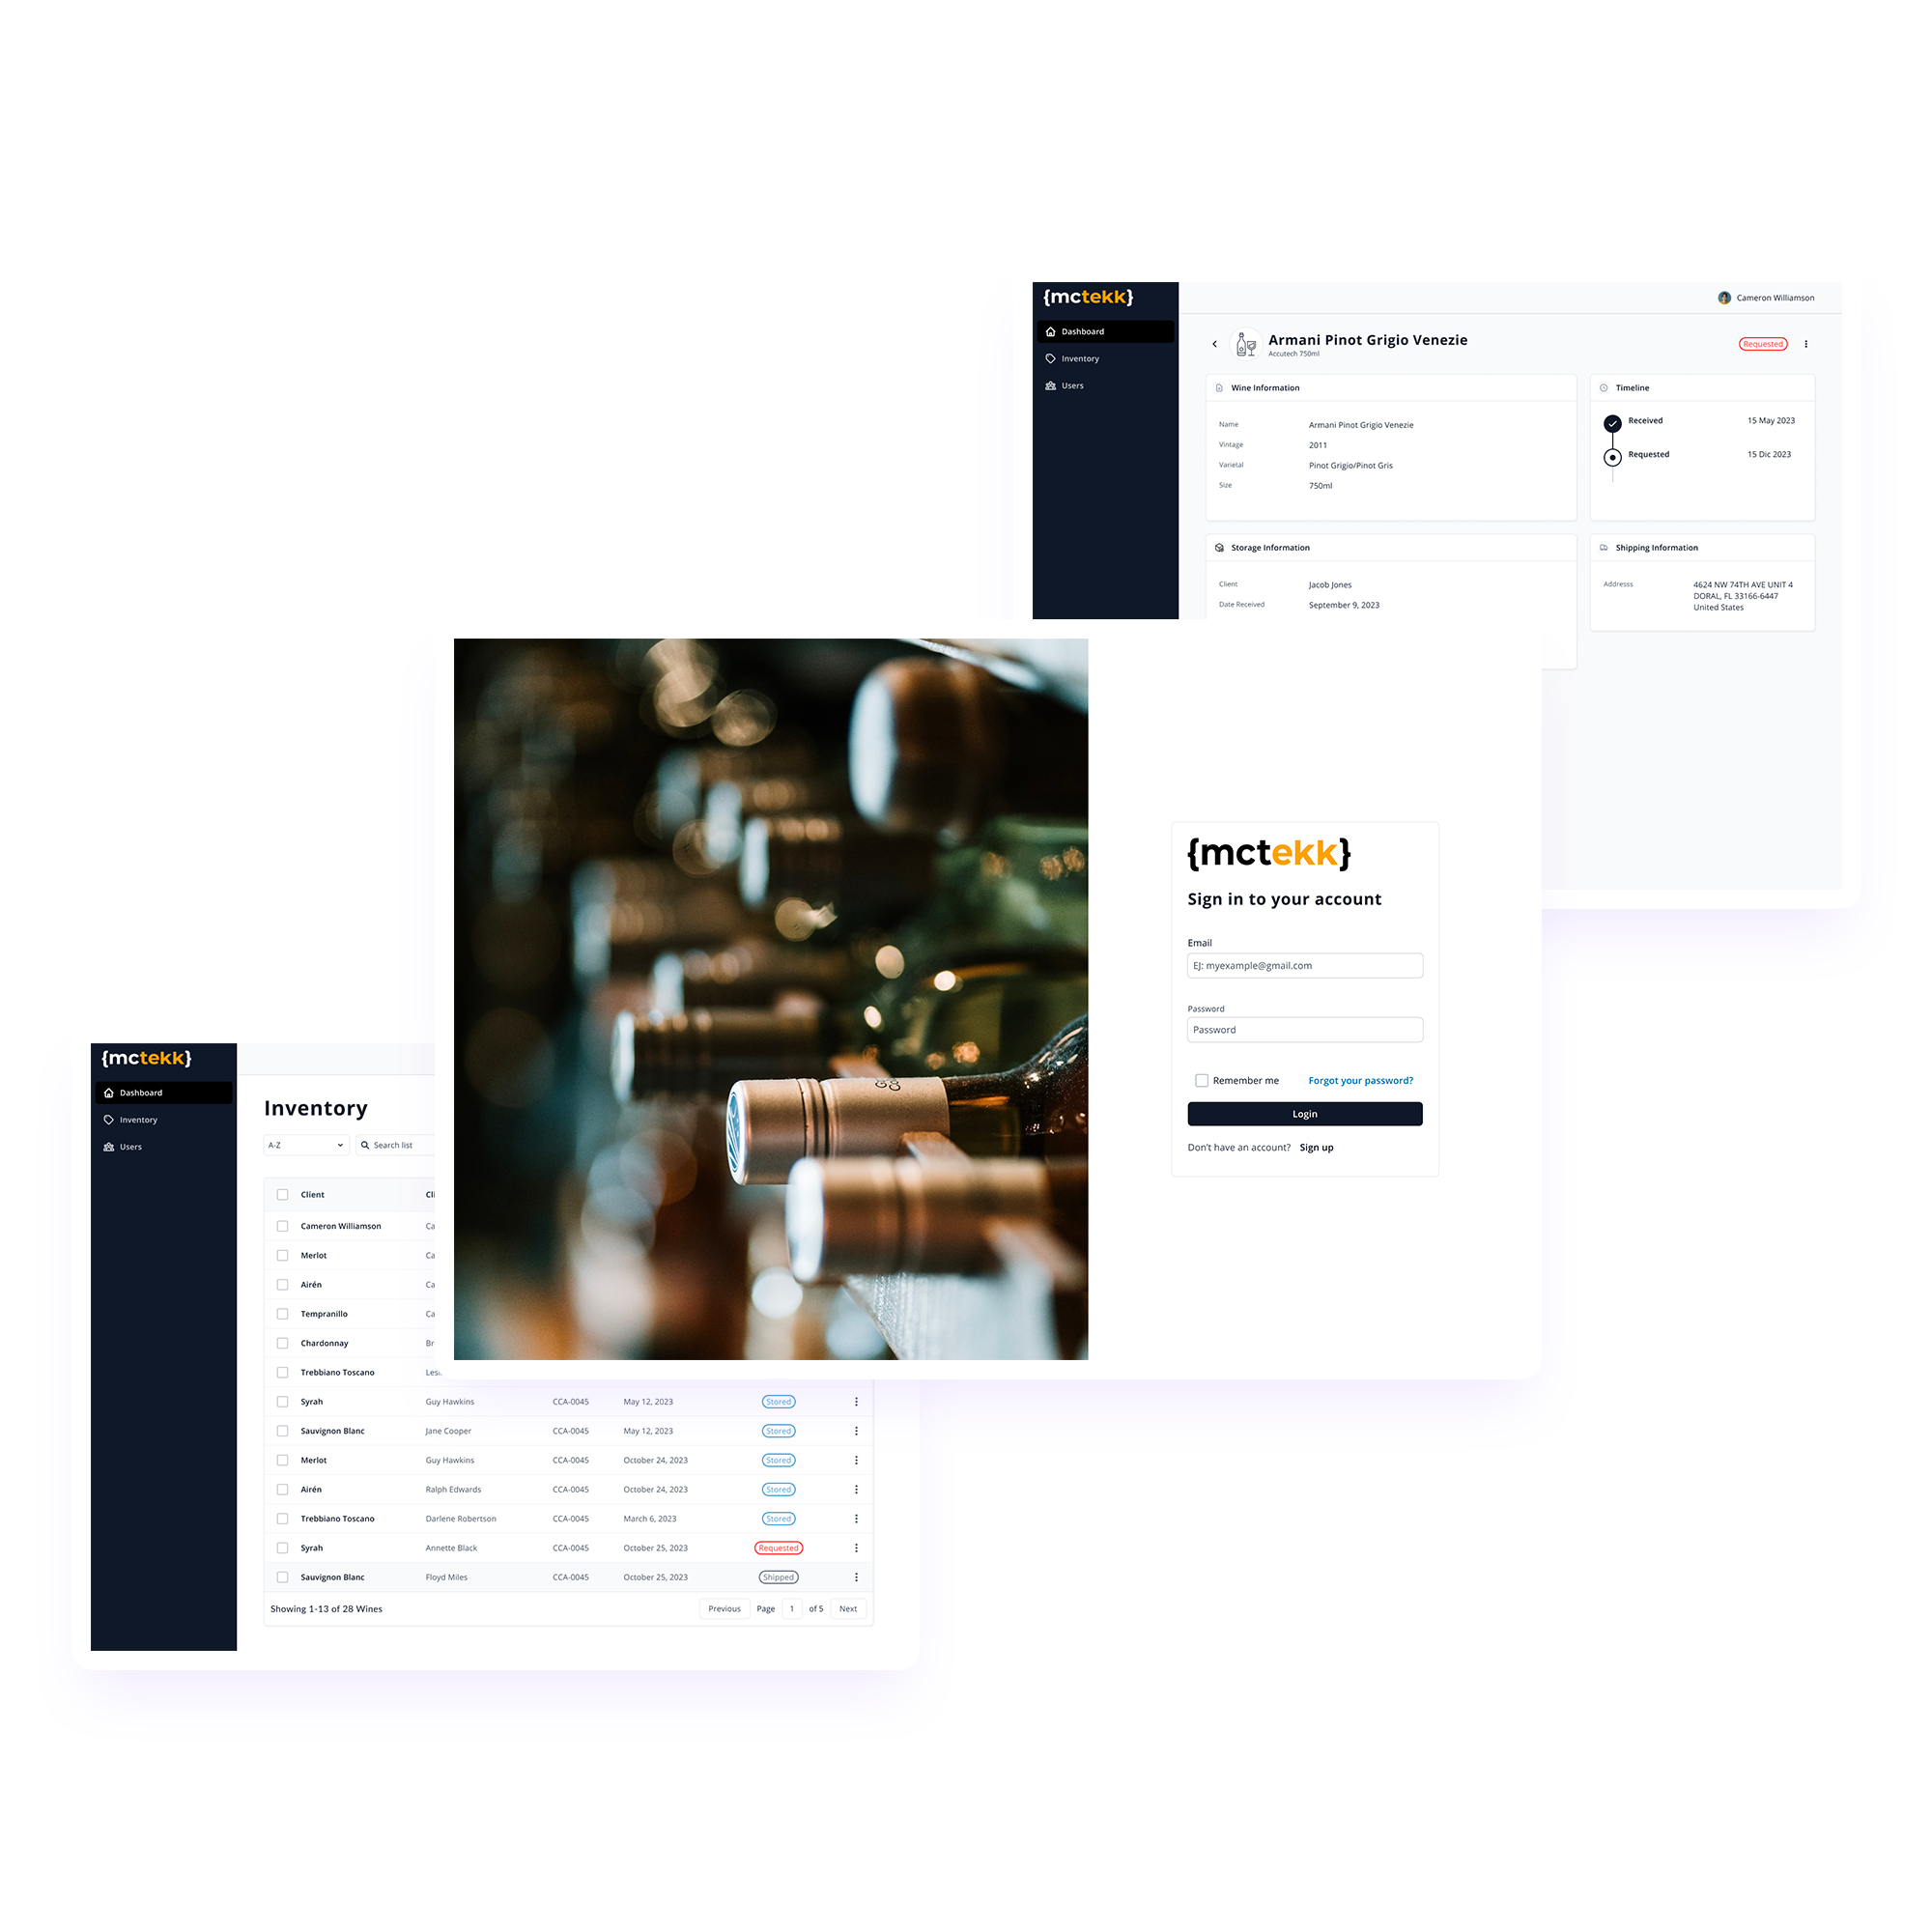 {mctekk}
Cameron Williamson
Dashboard
Inventory
Users
Armani Pinot Grigio Venezie
Accutech 750ml
Requested
Wine Information
Name Armani Pinot Grigio Venezie
Vintage 2011
Varietal Pinot Grigio/Pinot Gris
Size 750ml
Timeline
Received 15 May 2023
Requested 15 Dic 2023
Storage Information
Client Jacob Jones
Date Received September 9, 2023
Shipping Information
Addresss 4624 NW 74TH AVE UNIT 4
DORAL, FL 33166-6447
United States
{mctekk}
Sign in to your account
Email
EJ: myexample@gmail.com
Password
Password
Remember me Forgot your password?
Login
Don't have an account? Sign up
{mctekk}
Dashboard
Inventory
Users
Inventory
A-Z Search list
Client
Cameron Williamson Ca
Merlot Ca
Airén Ca
Tempranillo Ca
Chardonnay Br
Trebbiano Toscano
Syrah Guy Hawkins CCA-0045 May 12, 2023 Stored
Sauvignon Blanc Jane Cooper CCA-0045 May 12, 2023 Stored
Merlot Guy Hawkins CCA-0045 October 24, 2023 Stored
Airén Ralph Edwards CCA-0045 October 24, 2023 Stored
Trebbiano Toscano Darlene Robertson CCA-0045 March 6, 2023 Stored
Syrah Annette Black CCA-0045 October 25, 2023 Requested
Sauvignon Blanc Floyd Miles CCA-0045 October 25, 2023 Shipped
Showing 1-13 of 28 Wines Previous Page 1 of 5 Next